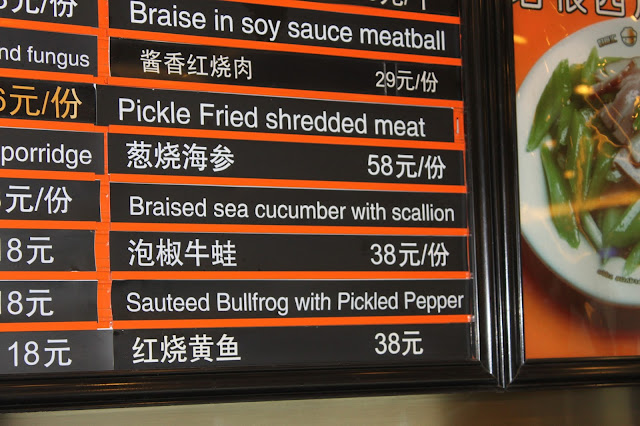 元/份
Braise in soy sauce meatball
nd fungus
酱香红烧肉 29元/份
6元/份
Pickle Fried shredded meat
porridge
葱烧海参 58元/份
元/份
Braised sea cucumber with scallion
18元
泡椒牛蛙 38元/份
18元
Sauteed Bullfrog with Pickled Pepper
18元
红烧黄鱼 38元